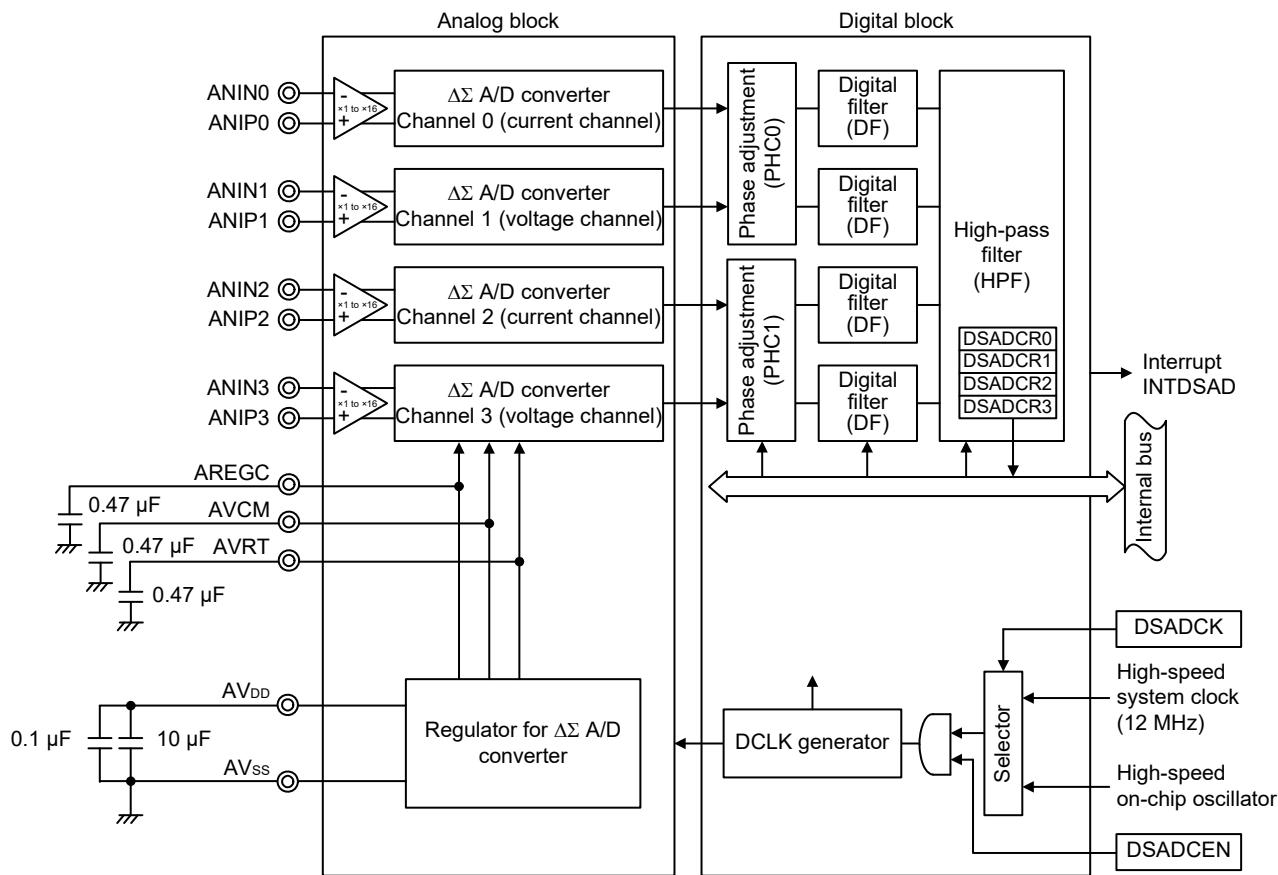 Analog block
Digital block
ANIN0
ANIP0
-
×1 to ×16
+
ΔΣ A/D converter
Channel 0 (current channel)
Phase adjustment
(PHC0)
Digital
filter
(DF)
ANIN1
ANIP1
-
×1 to ×16
+
ΔΣ A/D converter
Channel 1 (voltage channel)
Digital
filter
(DF)
High-pass
filter
(HPF)
ANIN2
ANIP2
-
×1 to ×16
+
ΔΣ A/D converter
Channel 2 (current channel)
Phase adjustment
(PHC1)
Digital
filter
(DF)
DSADCR0
DSADCR1
DSADCR2
DSADCR3
ANIN3
ANIP3
-
×1 to ×16
+
ΔΣ A/D converter
Channel 3 (voltage channel)
Digital
filter
(DF)
Interrupt
INTDSAD
Internal bus
AREGC
0.47 µF
AVCM
0.47 µF
AVRT
0.47 µF
AVDD
0.1 µF
10 µF
AVSS
Regulator for ΔΣ A/D
converter
DCLK generator
Selector
DSADCK
High-speed
system clock
(12 MHz)
High-speed
on-chip oscillator
DSADCEN